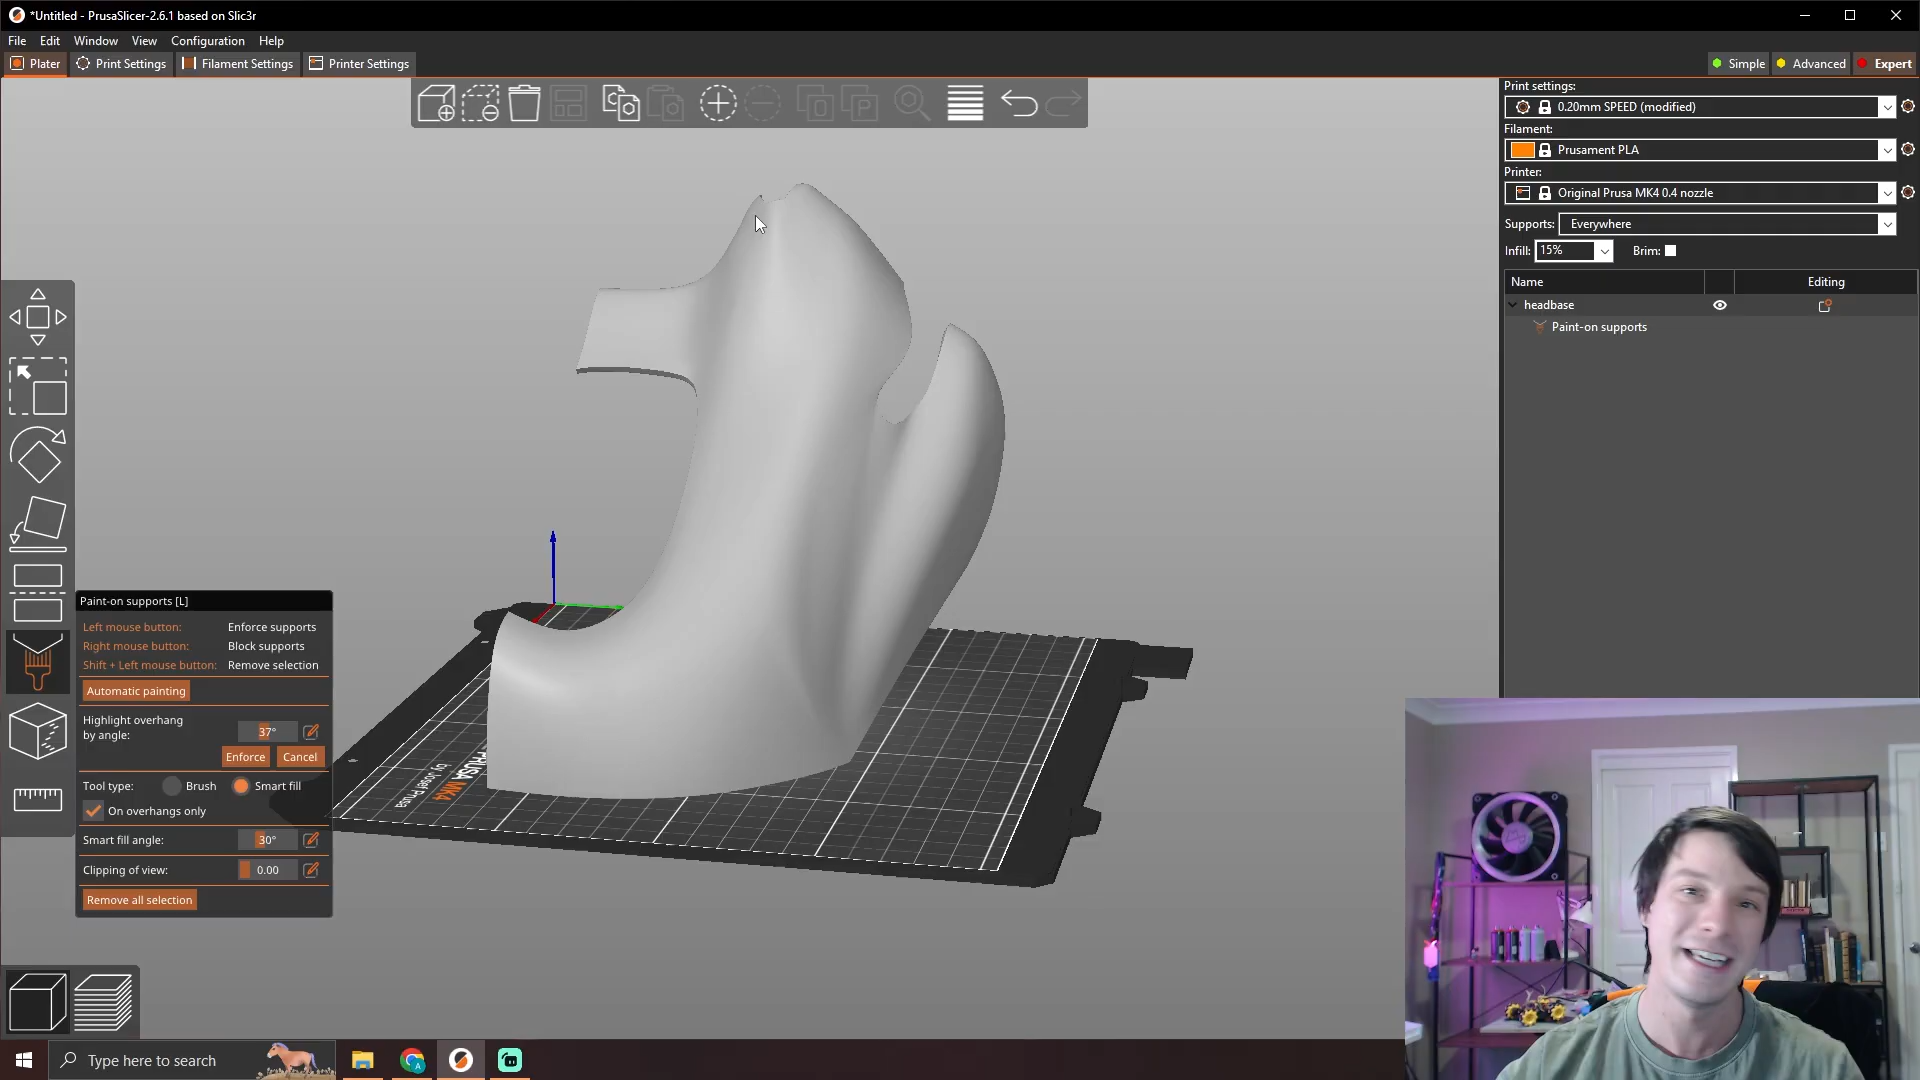 *Untitled - PrusaSlicer-2.6.1 based on Slic3r
File Edit Window View Configuration Help
Plater Print Settings Filament Settings Printer Settings
Simple Advanced Expert
Print settings:
0.20mm SPEED (modified)
Filament:
Prusament PLA
Printer:
Original Prusa MK4 0.4 nozzle
Supports: Everywhere
Infill: 15% Brim:
Name Editing
headbase
Paint-on supports
Paint-on supports [L]
Left mouse button: Enforce supports
Right mouse button: Block supports
Shift + Left mouse button: Remove selection
Automatic painting
Highlight overhang
by angle: 37°
Enforce Cancel
Tool type: Brush Smart fill
On overhangs only
Smart fill angle: 30°
Clipping of view: 0.00
Remove all selection
PRUSA MK4
by Josef Prusa
Type here to search